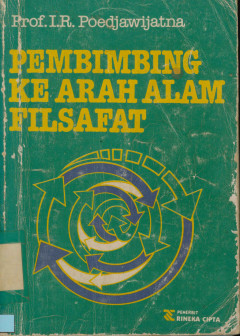 Prof. I.R. Poedjawijatna
PEMBIMBING
KE ARAH ALAM
FILSAFAT
PENERBIT
RINEKA CIPTA